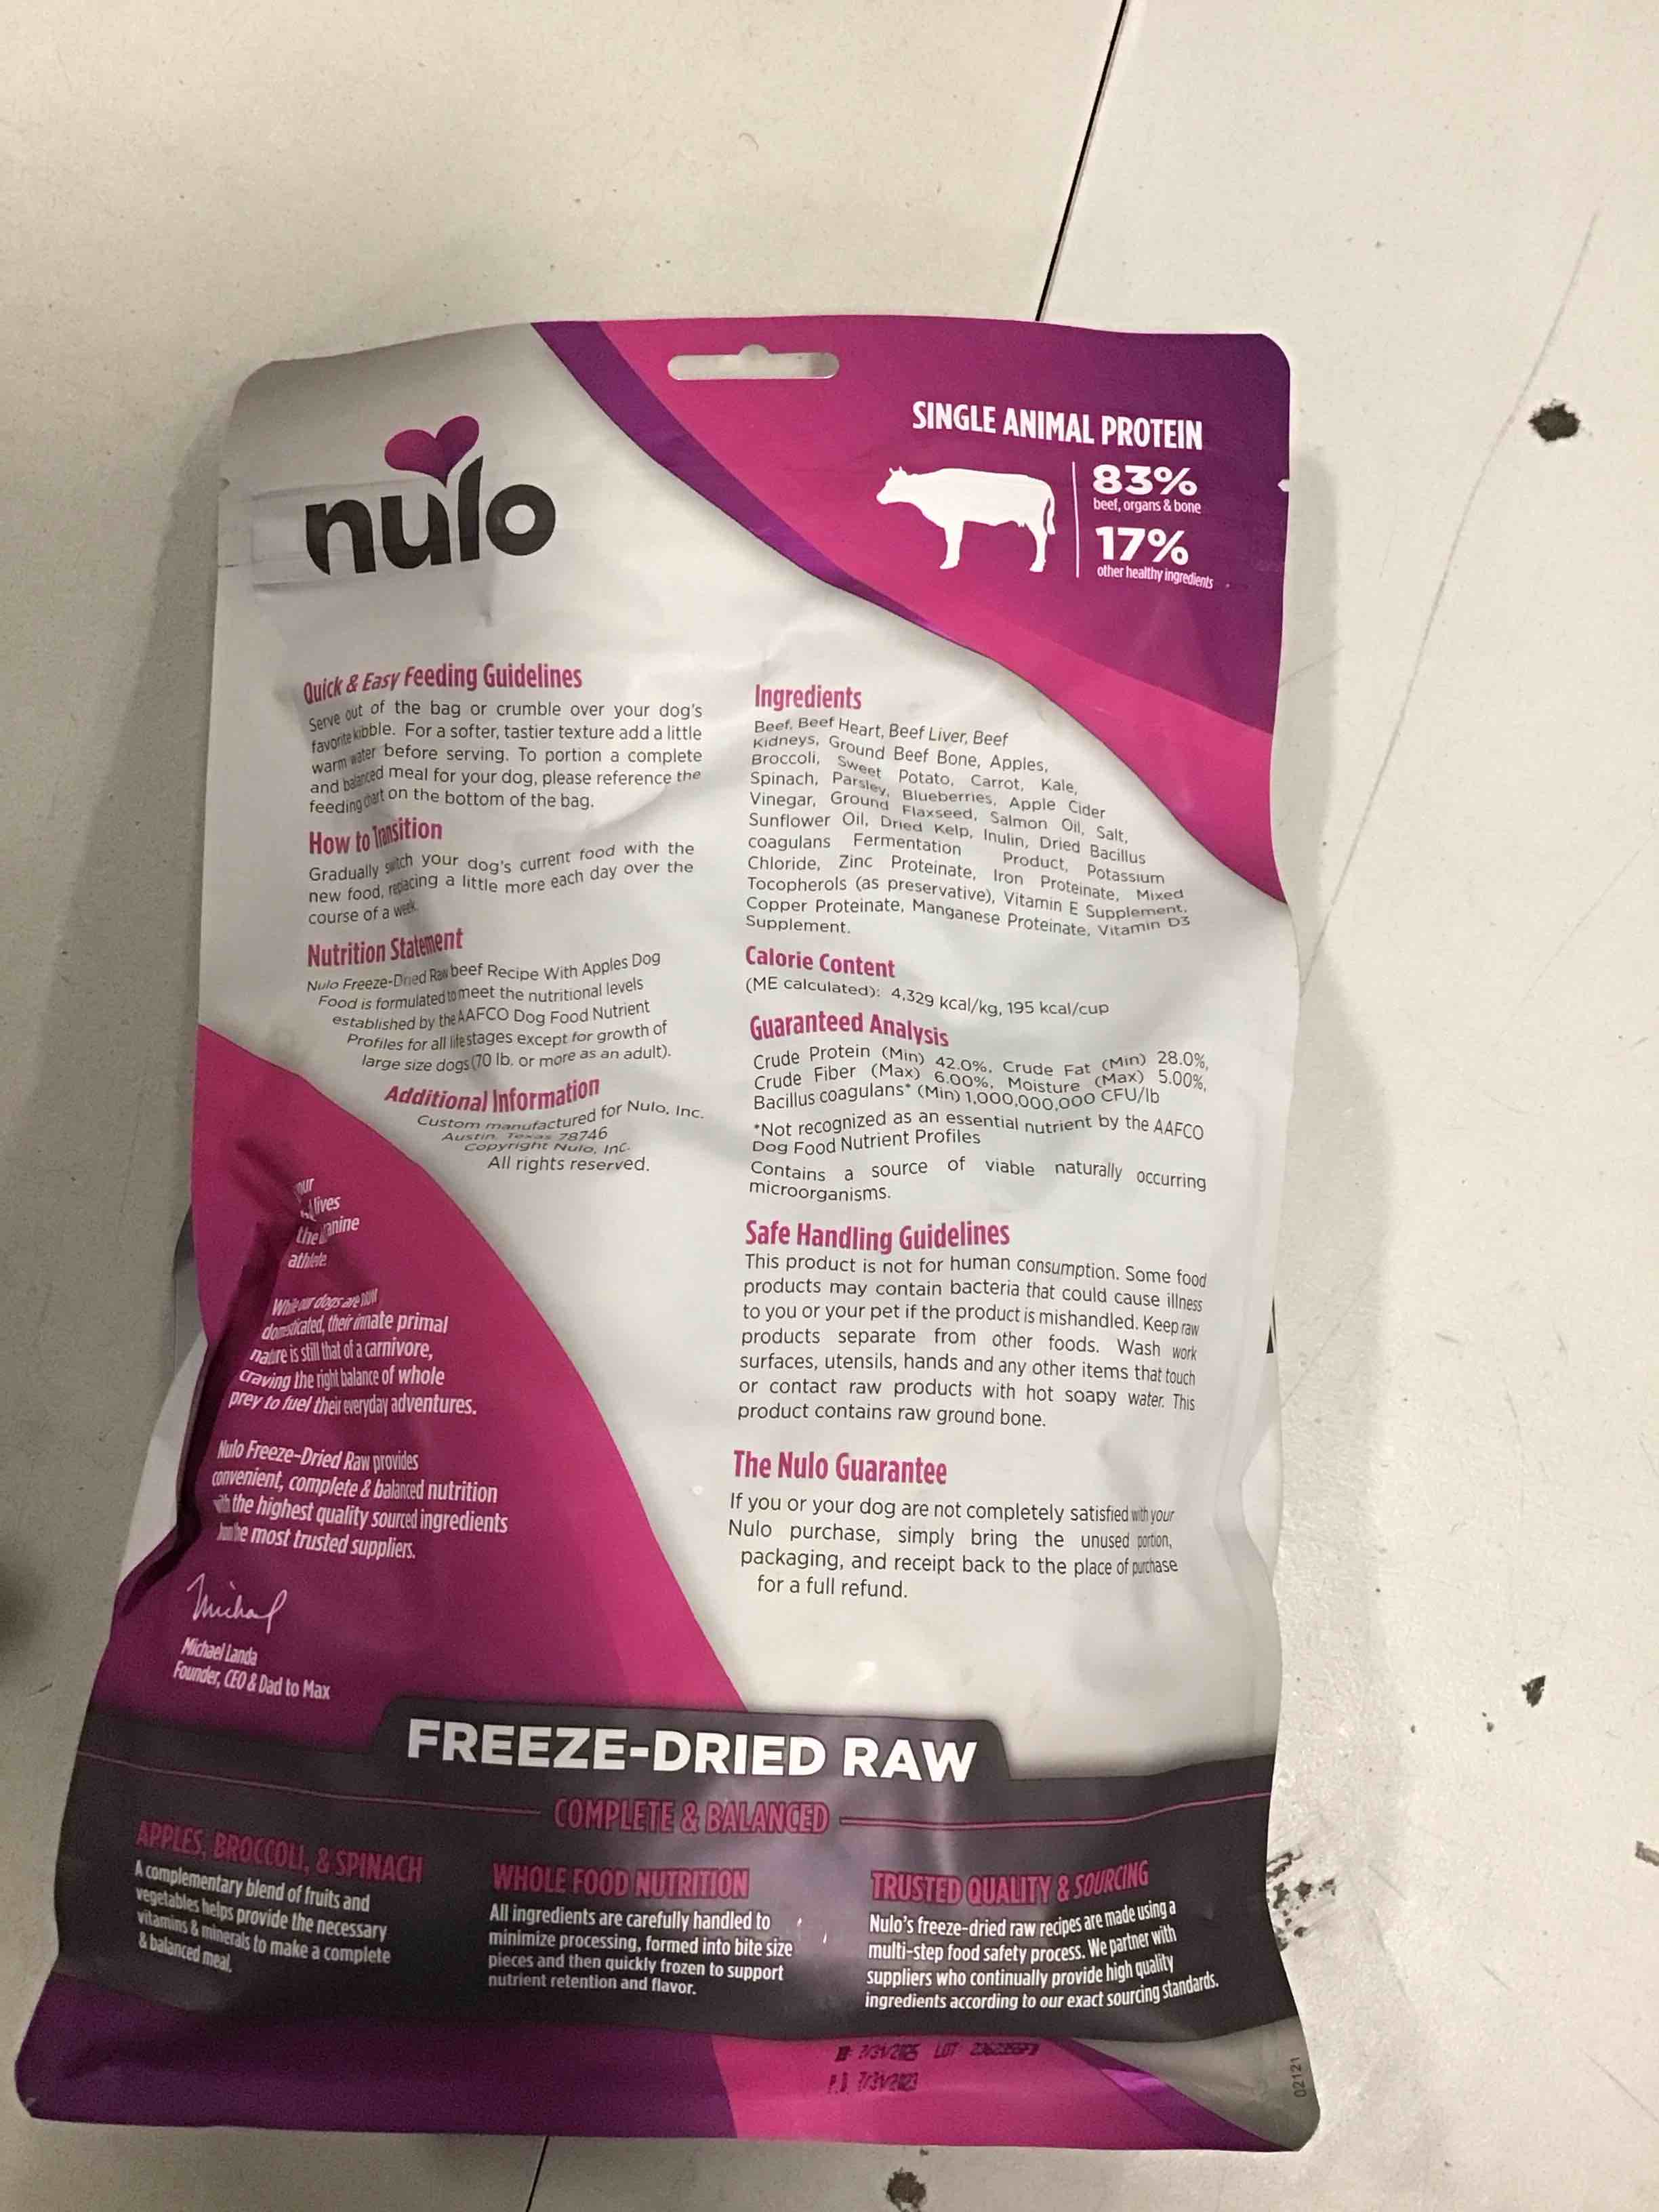 nulo
SINGLE ANIMAL PROTEIN
83%
beef, organs & bone
17%
other healthy ingredients
Quick & Easy Feeding Guidelines
Serve out of the bag or crumble over your dog's
favorite kibble. For a softer, tastier texture add a little
warm water before serving. To portion a complete
and balanced meal for your dog, please reference the
feeding chart on the bottom of the bag.
How to Transition
Gradually switch your dog's current food with the
new food, replacing a little more each day over the
course of a week.
Nutrition Statement
Nulo Freeze-Dried Raw beef Recipe With Apples Dog
Food is formulated to meet the nutritional levels
established by the AAFCO Dog Food Nutrient
Profiles for all life stages except for growth of
large size dogs (70 lb. or more as an adult).
Additional Information
Custom manufactured for Nulo, Inc.
Austin, Texas 78746
Copyright Nulo, Inc.
All rights reserved.
lives
the canine
athlete.
While our dogs are now
domesticated, their innate primal
nature is still that of a carnivore,
craving the right balance of whole
prey to fuel their everyday adventures.
Nulo Freeze-Dried Raw provides
convenient, complete & balanced nutrition
with the highest quality sourced ingredients
from the most trusted suppliers.
Michael
Michael Landa
Founder, CEO & Dad to Max
Ingredients
Beef, Beef Heart, Beef Liver, Beef
Kidneys, Ground Beef Bone, Apples,
Broccoli, Sweet Potato, Carrot, Kale,
Spinach, Parsley, Blueberries, Apple Cider
Vinegar, Ground Flaxseed, Salmon Oil, Salt,
Sunflower Oil, Dried Kelp, Inulin, Dried Bacillus
coagulans Fermentation Product, Potassium
Chloride, Zinc Proteinate, Iron Proteinate, Mixed
Tocopherols (as preservative), Vitamin E Supplement,
Copper Proteinate, Manganese Proteinate, Vitamin D3
Supplement.
Calorie Content
(ME calculated): 4,329 kcal/kg, 195 kcal/cup
Guaranteed Analysis
Crude Protein (Min) 42.0%, Crude Fat (Min) 28.0%,
Crude Fiber (Max) 6.00%, Moisture (Max) 5.00%,
Bacillus coagulans* (Min) 1,000,000,000 CFU/lb
*Not recognized as an essential nutrient by the AAFCO
Dog Food Nutrient Profiles
Contains a source of viable naturally occurring
microorganisms.
Safe Handling Guidelines
This product is not for human consumption. Some food
products may contain bacteria that could cause illness
to you or your pet if the product is mishandled. Keep raw
products separate from other foods. Wash work
surfaces, utensils, hands and any other items that touch
or contact raw products with hot soapy water. This
product contains raw ground bone.
The Nulo Guarantee
If you or your dog are not completely satisfied with your
Nulo purchase, simply bring the unused portion,
packaging, and receipt back to the place of purchase
for a full refund.
FREEZE-DRIED RAW
COMPLETE & BALANCED
APPLES, BROCCOLI, & SPINACH
A complementary blend of fruits and
vegetables helps provide the necessary
vitamins & minerals to make a complete
& balanced meal.
WHOLE FOOD NUTRITION
All ingredients are carefully handled to
minimize processing, formed into bite size
pieces and then quickly frozen to support
nutrient retention and flavor.
TRUSTED QUALITY & SOURCING
Nulo's freeze-dried raw recipes are made using a
multi-step food safety process. We partner with
suppliers who continually provide high quality
ingredients according to our exact sourcing standards.
7/31/2025 LOT
7/31/2023
02121